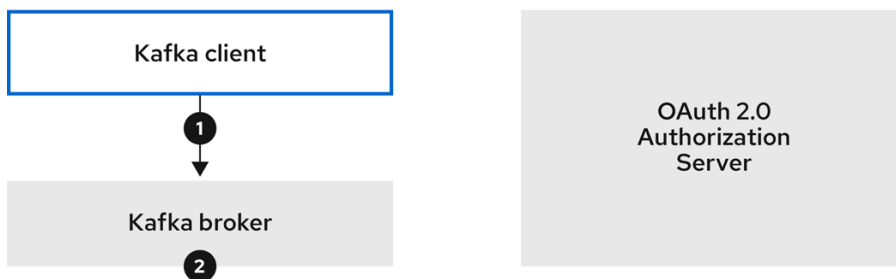 Kafka client
1
Kafka broker
2
OAuth 2.0
Authorization
Server